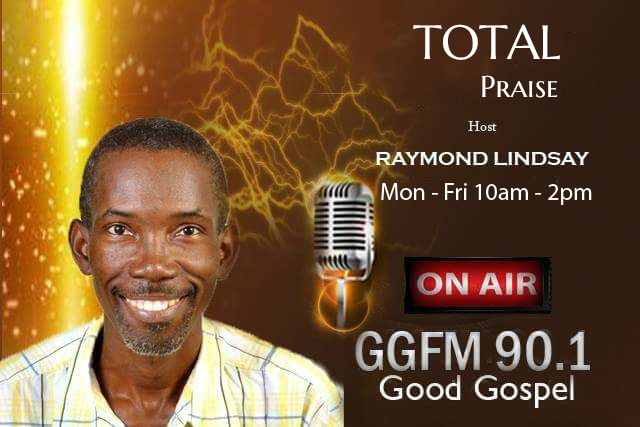 TOTAL
PRAISE
Host
RAYMOND LINDSAY
Mon - Fri 10am - 2pm
ON AIR
GGFM 90.1
Good Gospel